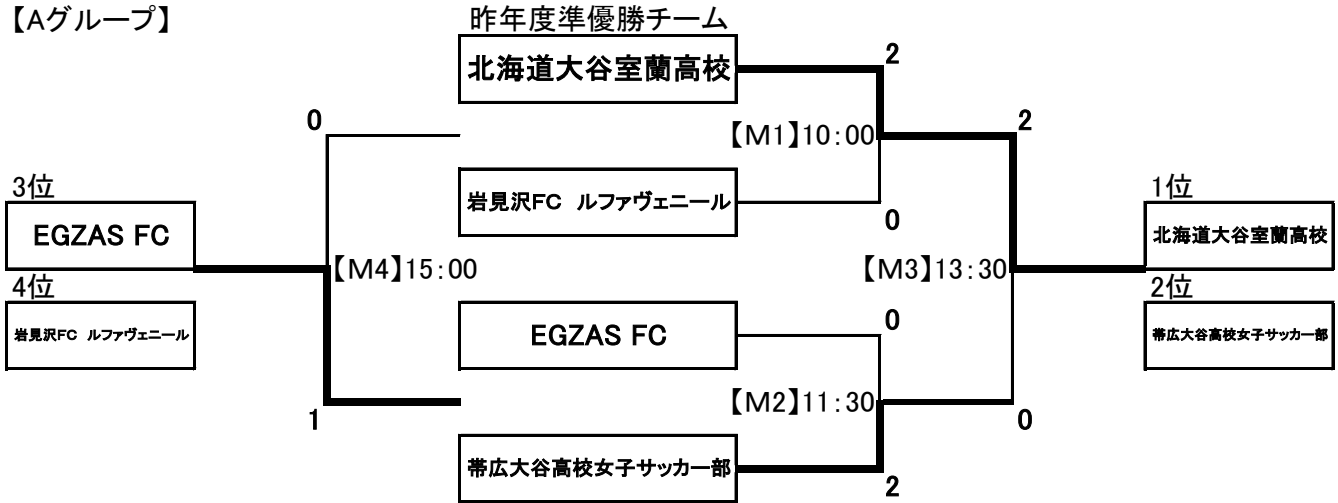 【Aグループ】
昨年度準優勝チーム
北海道大谷室蘭高校
2
0
【M1】10:00
2
3位
岩見沢FC ルファヴェニール
1位
EGZAS FC
0
北海道大谷室蘭高校
【M4】15:00
【M3】13:30
4位
2位
岩見沢FC ルファヴェニール
EGZAS FC
0
帯広大谷高校女子サッカー部
【M2】11:30
1
0
帯広大谷高校女子サッカー部
2